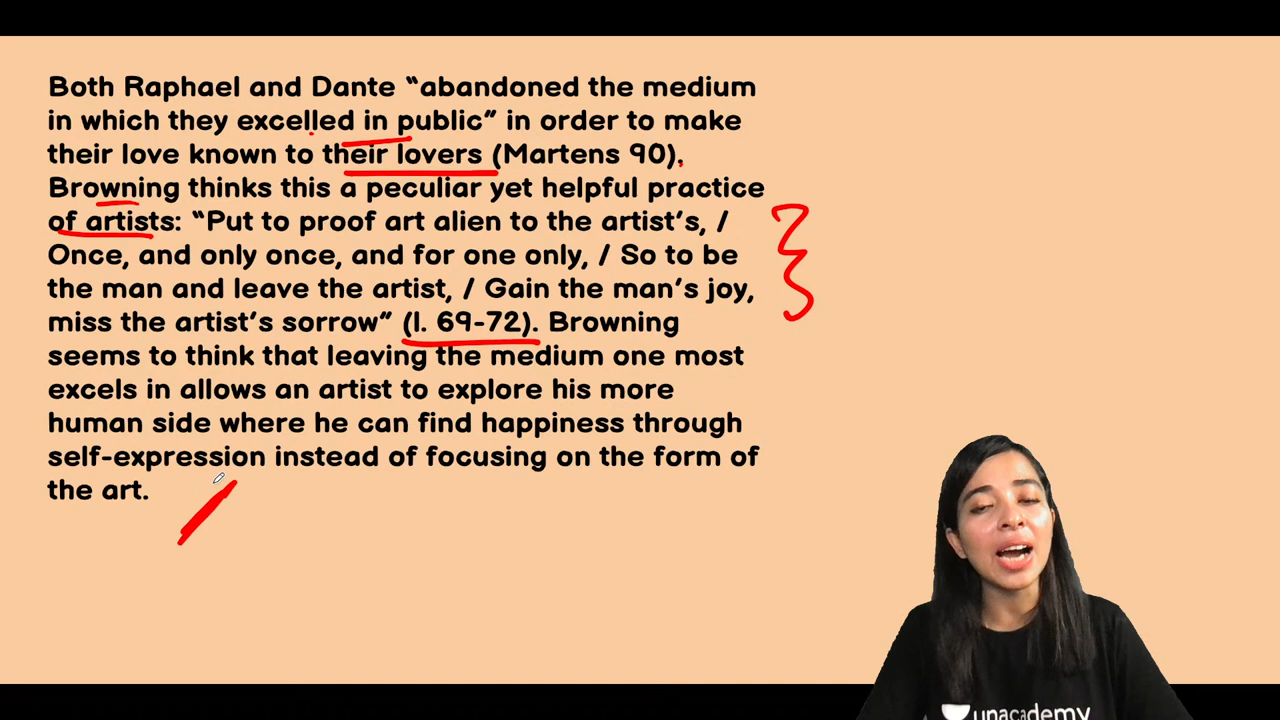 Both Raphael and Dante “abandoned the medium
in which they excelled in public” in order to make
their love known to their lovers (Martens 90).
Browning thinks this a peculiar yet helpful practice
of artists: “Put to proof art alien to the artist’s, /
Once, and only once, and for one only, / So to be
the man and leave the artist, / Gain the man’s joy,
miss the artist’s sorrow” (l. 69-72). Browning
seems to think that leaving the medium one most
excels in allows an artist to explore his more
human side where he can find happiness through
self-expression instead of focusing on the form of
the art.
unacademy